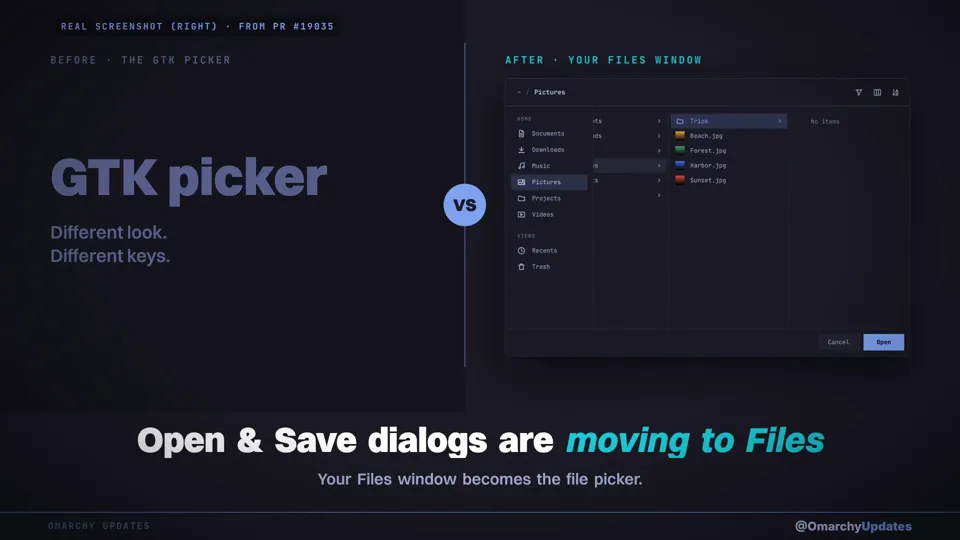 REAL SCREENSHOT (RIGHT) · FROM PR #19035
BEFORE · THE GTK PICKER
GTK picker
Different look.
Different keys.
VS
AFTER · YOUR FILES WINDOW
~ / Pictures
HOME
Documents
Downloads
Music
Pictures
Projects
Videos
VIEWS
Recents
Trash
Trips
Beach.jpg
Forest.jpg
Harbor.jpg
Sunset.jpg
No items
Cancel
Open
Open & Save dialogs are moving to Files
Your Files window becomes the file picker.
OMARCHY UPDATES
@OmarchyUpdates